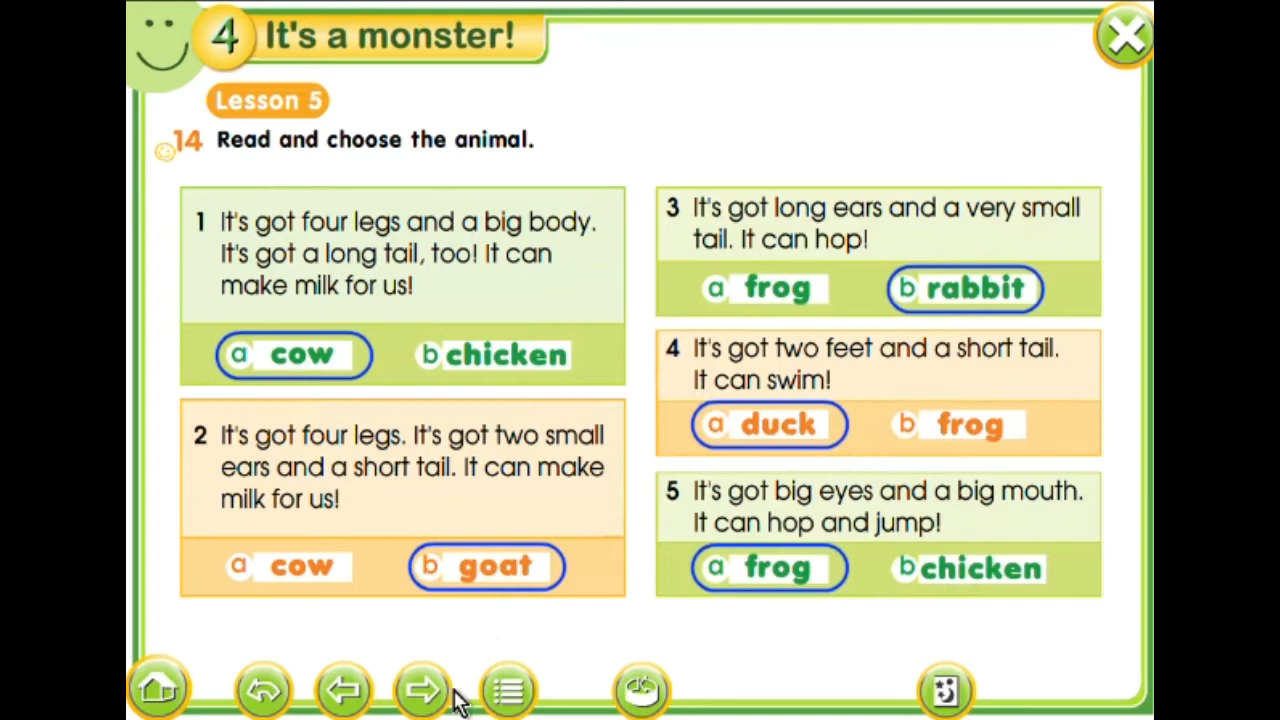 4 It's a monster!
Lesson 5
14 Read and choose the animal.
1 It's got four legs and a big body.
It's got a long tail, too! It can
make milk for us!
a cow b chicken
2 It's got four legs. It's got two small
ears and a short tail. It can make
milk for us!
a cow b goat
3 It's got long ears and a very small
tail. It can hop!
a frog b rabbit
4 It's got two feet and a short tail.
It can swim!
a duck b frog
5 It's got big eyes and a big mouth.
It can hop and jump!
a frog b chicken